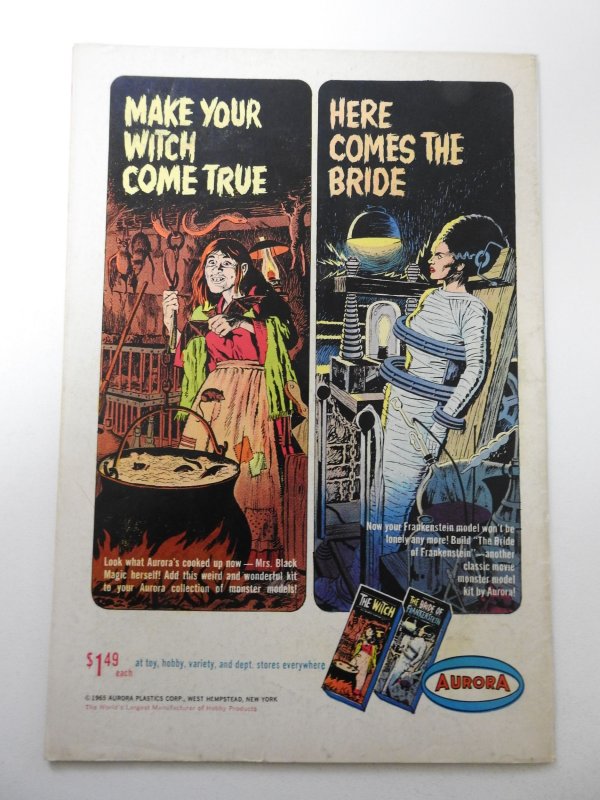 MAKE YOUR
WITCH
COME TRUE
Look what Aurora's cooked up now — Mrs. Black
Magic herself! Add this weird and wonderful kit
to your Aurora collection of monster models!
HERE
COMES THE
BRIDE
Now your Frankenstein model won't be
lonely any more! Build "The Bride
of Frankenstein"—another
classic movie
monster model
kit by Aurora!
THE WITCH
THE BRIDE OF
FRANKENSTEIN
$1.49 each
at toy, hobby, variety, and dept. stores everywhere
AURORA
© 1965 AURORA PLASTICS CORP., WEST HEMPSTEAD, NEW YORK
The World's Largest Manufacturer of Hobby Products